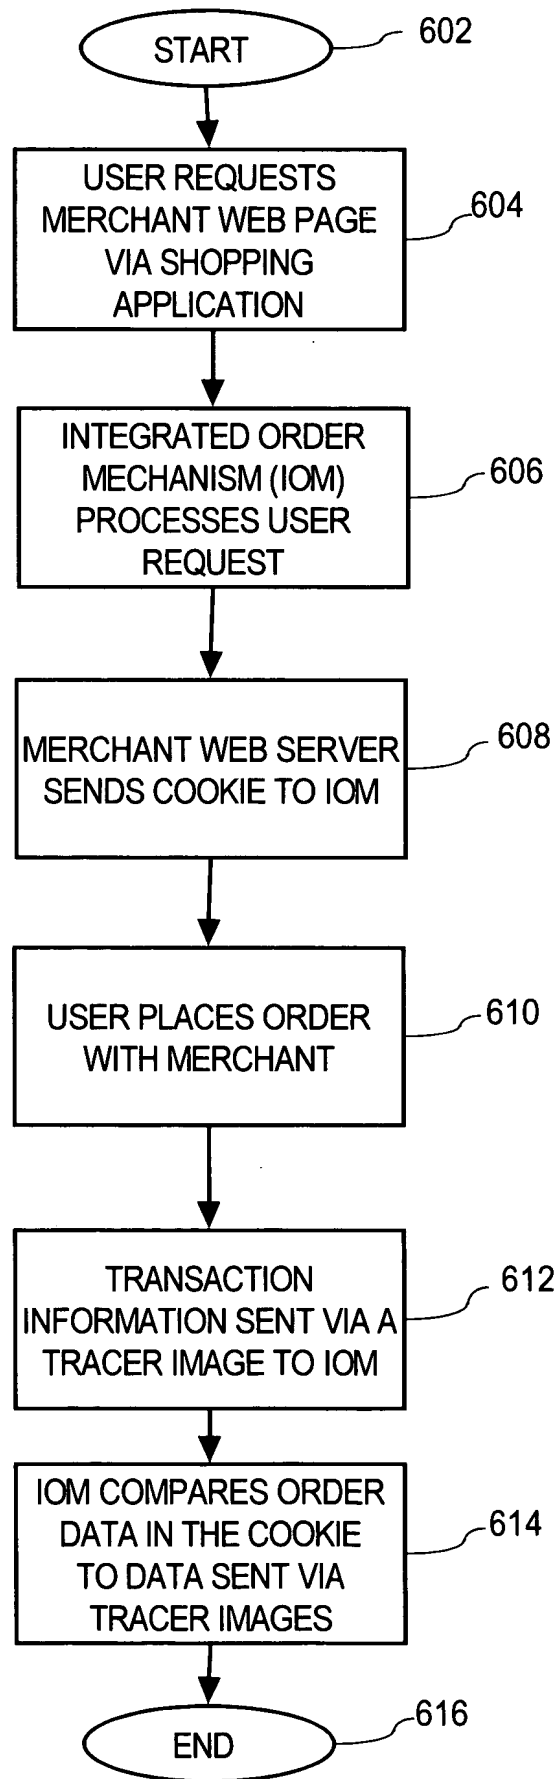 START
602
USER REQUESTS
MERCHANT WEB PAGE
VIA SHOPPING
APPLICATION
604
INTEGRATED ORDER
MECHANISM (IOM)
PROCESSES USER
REQUEST
606
MERCHANT WEB SERVER
SENDS COOKIE TO IOM
608
USER PLACES ORDER
WITH MERCHANT
610
TRANSACTION
INFORMATION SENT VIA A
TRACER IMAGE TO IOM
612
IOM COMPARES ORDER
DATA IN THE COOKIE
TO DATA SENT VIA
TRACER IMAGES
614
END
616